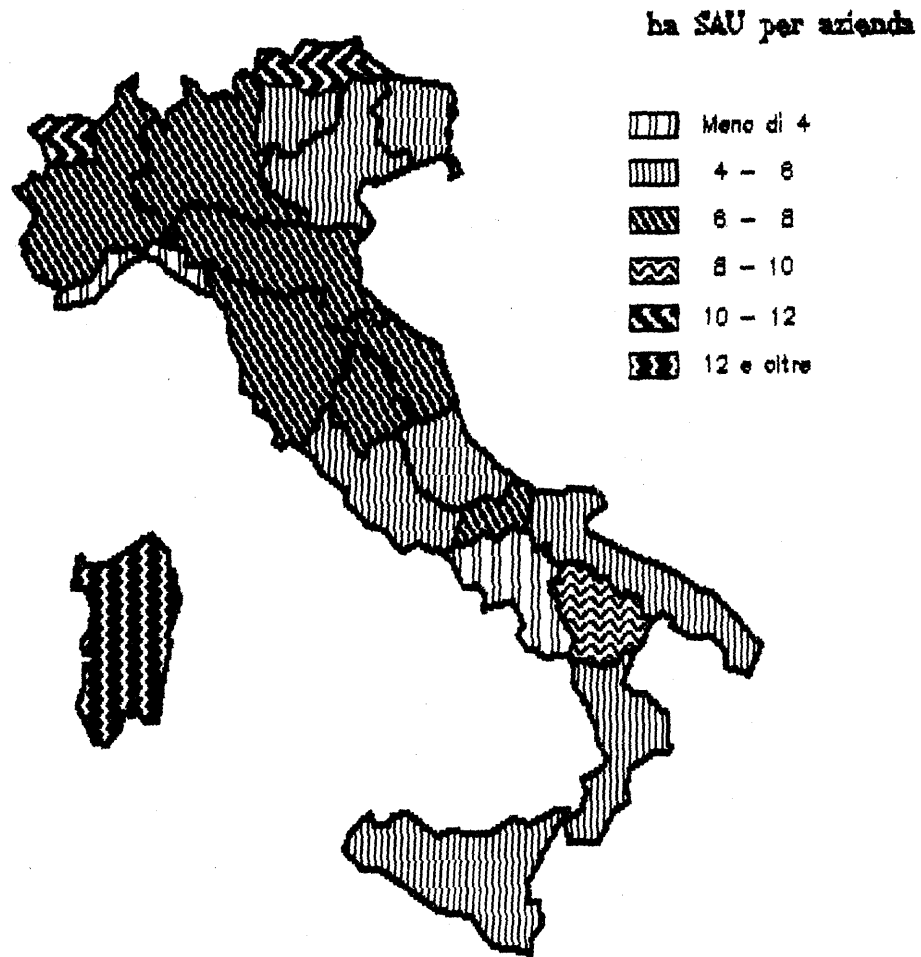 ha SAU per azienda
Meno di 4
4 - 6
6 - 8
8 - 10
10 - 12
12 e oltre